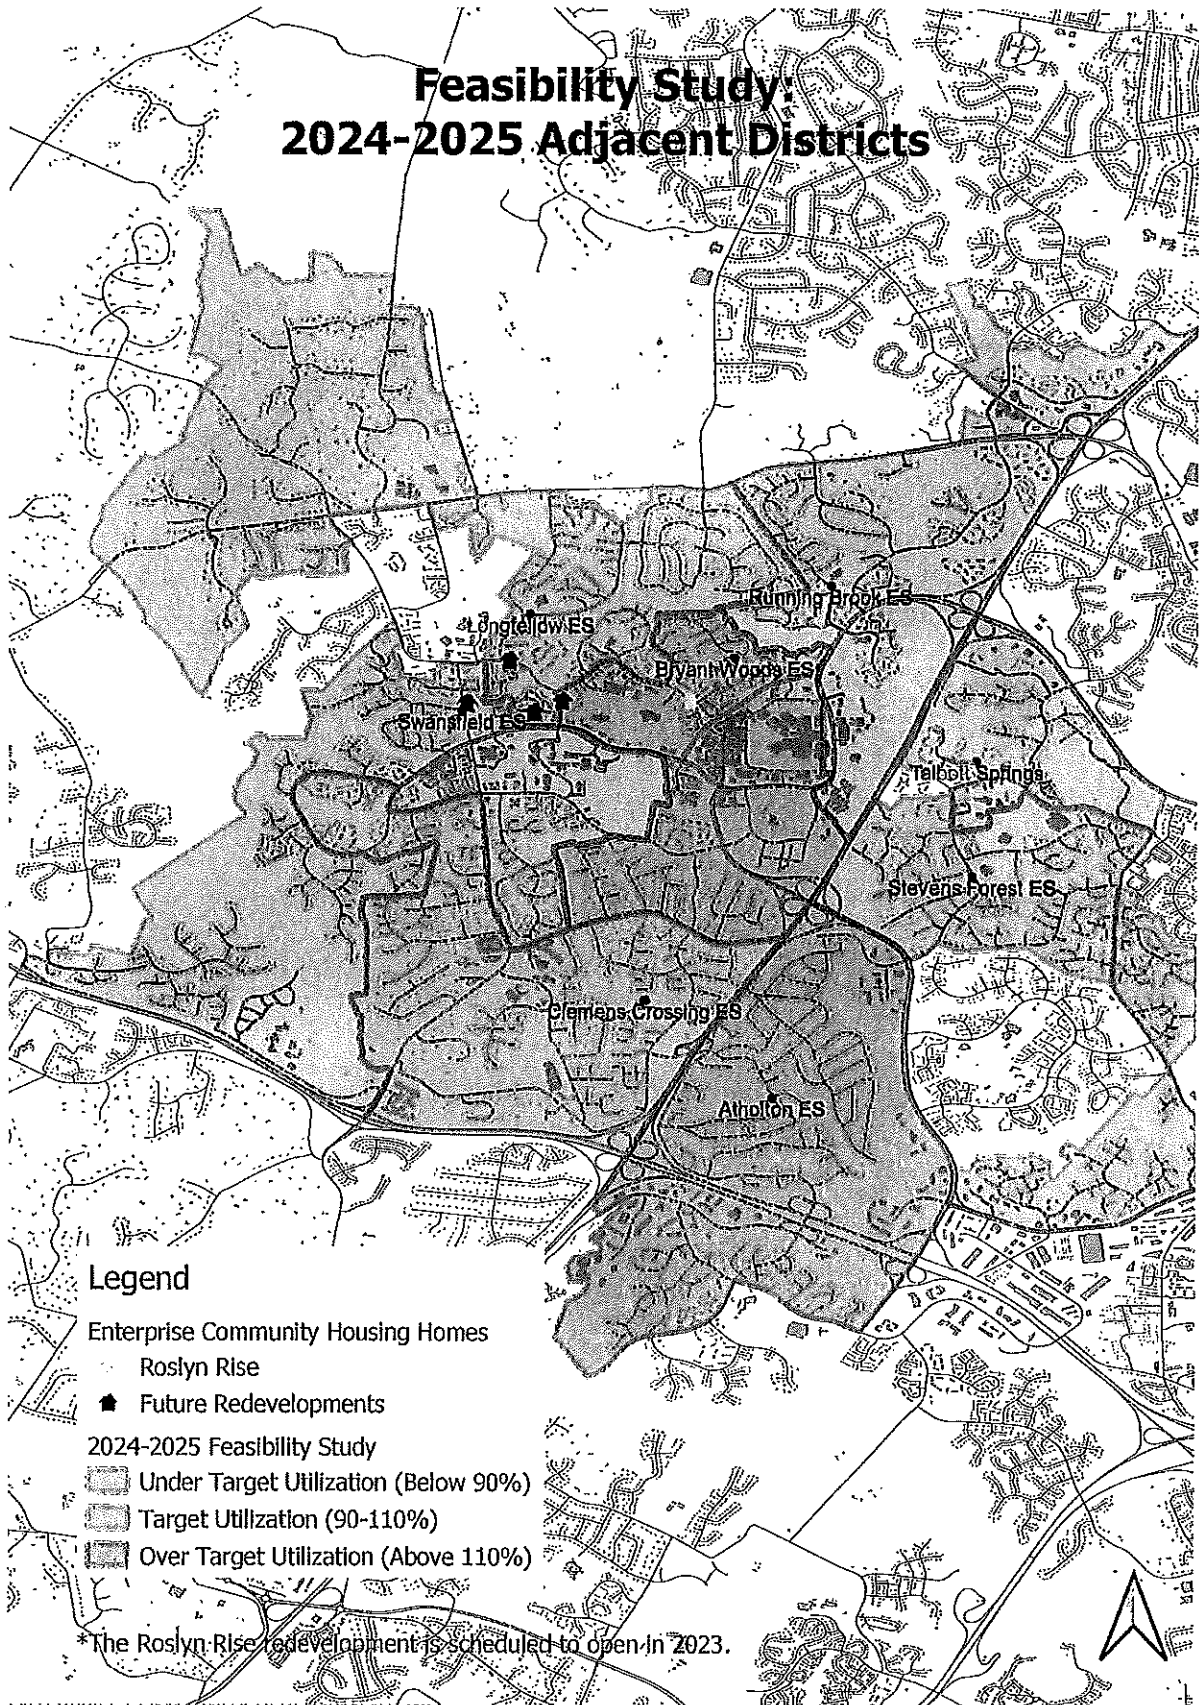 Feasibility Study:
2024-2025 Adjacent Districts
Running Brook ES
Longfellow ES
Bryant Woods ES
Swansfield ES
Talbott Springs
Stevens Forest ES
Clemens Crossing ES
Atholton ES
Legend
Enterprise Community Housing Homes
Roslyn Rise
Future Redevelopments
2024-2025 Feasibility Study
Under Target Utilization (Below 90%)
Target Utilization (90-110%)
Over Target Utilization (Above 110%)
*The Roslyn Rise redevelopment is scheduled to open in 2023.